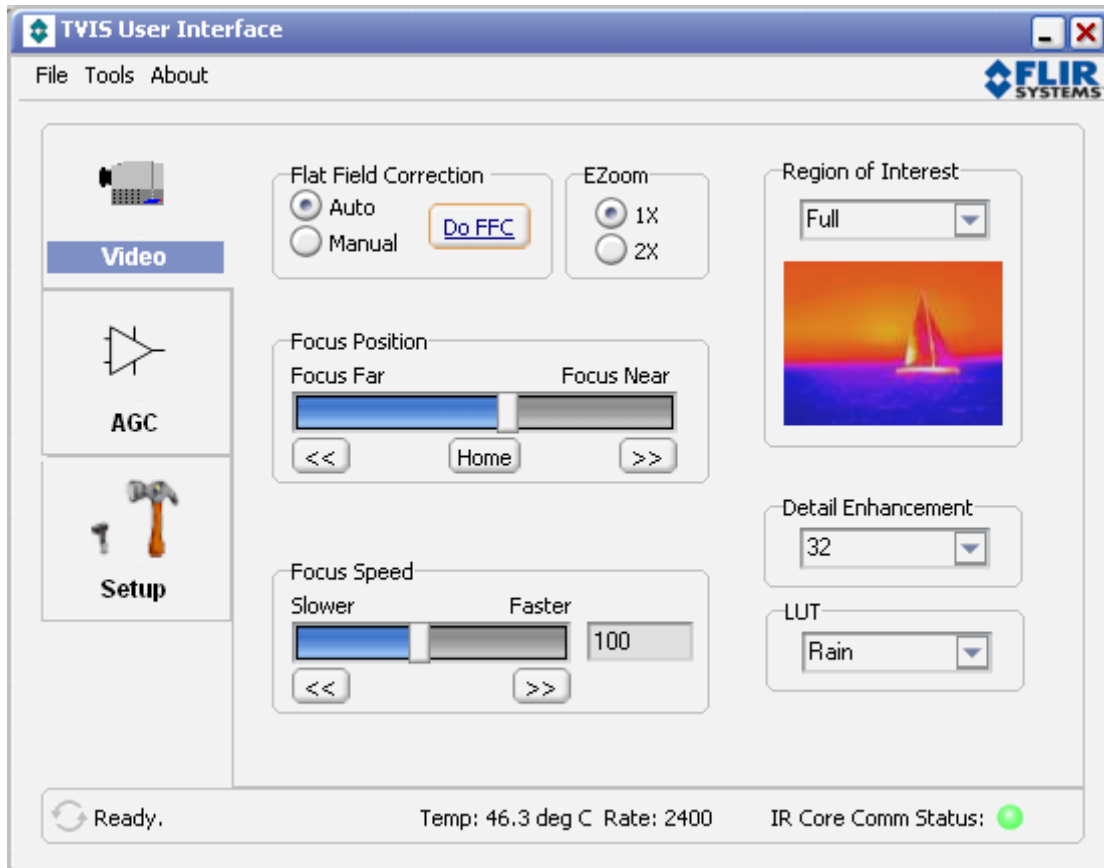 TVIS User Interface
File Tools About
FLIR
SYSTEMS
Video
AGC
Setup
Flat Field Correction
Auto
Manual
Do FFC
EZoom
1X
2X
Region of Interest
Full
Focus Position
Focus Far Focus Near
<< Home >>
Detail Enhancement
32
Focus Speed
Slower Faster
100
<< >>
LUT
Rain
Ready. Temp: 46.3 deg C Rate: 2400 IR Core Comm Status: